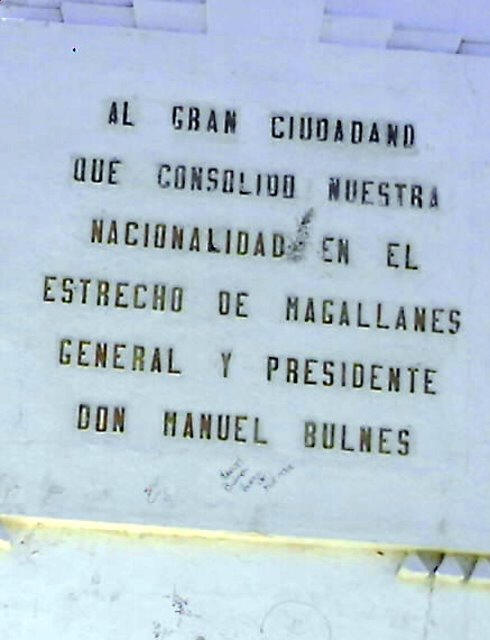 AL GRAN CIUDADANO
QUE CONSOLIDO NUESTRA
NACIONALIDAD EN EL
ESTRECHO DE MAGALLANES
GENERAL Y PRESIDENTE
DON MANUEL BULNES